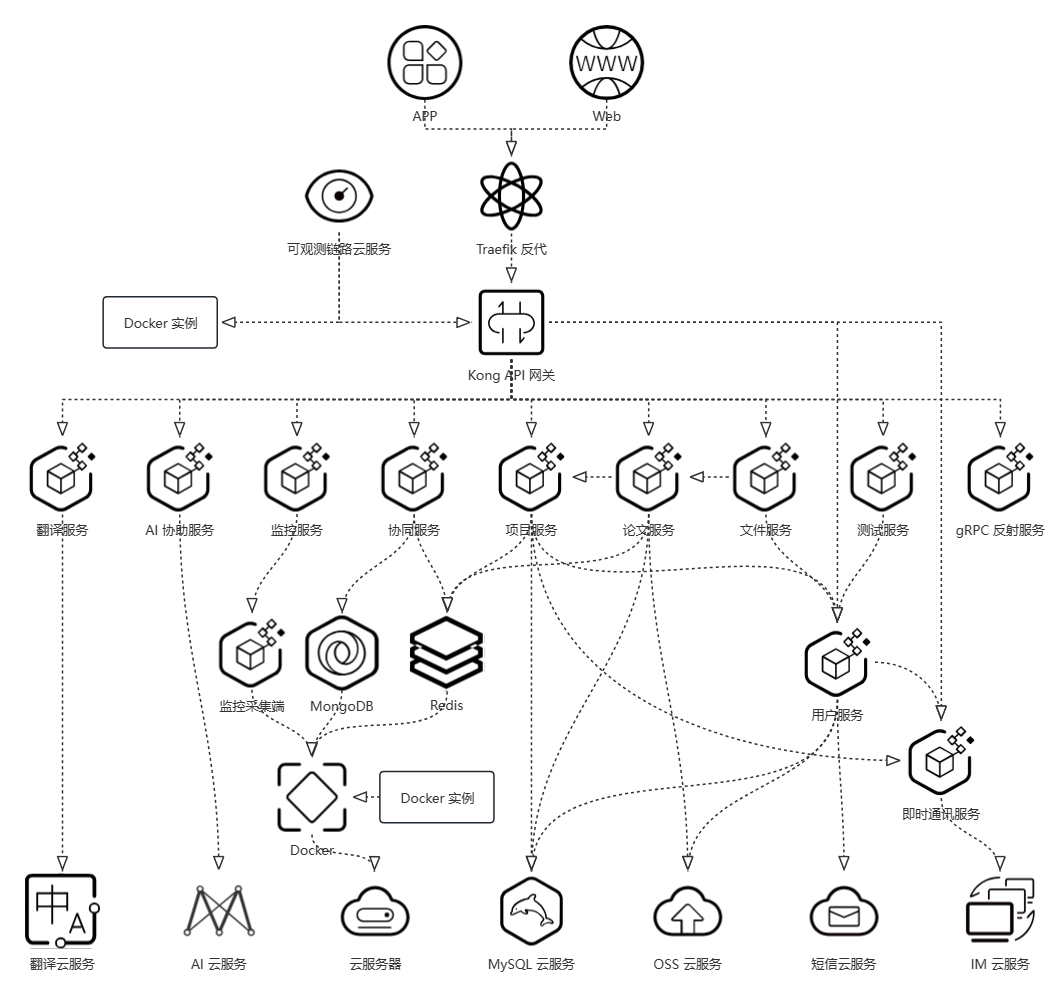 WWW
APP
Web
可观测链路云服务
Traefik 反代
Docker 实例
Kong API 网关
翻译服务
AI 协助服务
监控服务
协同服务
项目服务
论文服务
文件服务
测试服务
gRPC 反射服务
监控采集端
MongoDB
Redis
用户服务
Docker 实例
即时通讯服务
Docker
中
A
翻译云服务
AI 云服务
云服务器
MySQL 云服务
OSS 云服务
短信云服务
IM 云服务